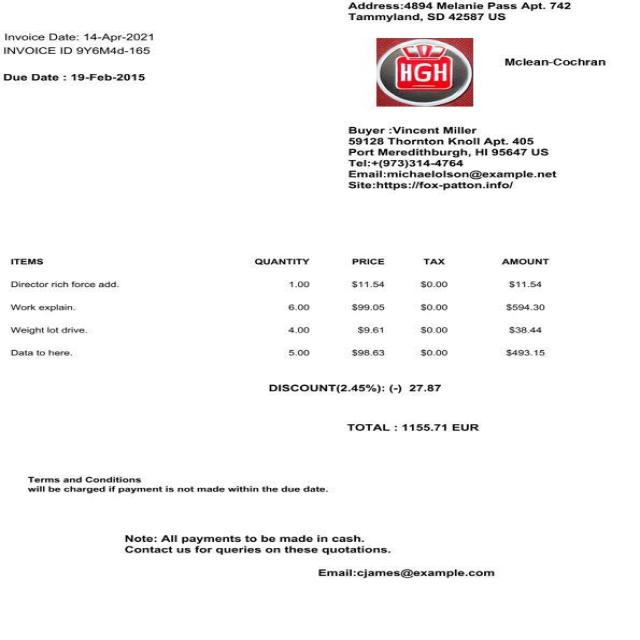 Address:4894 Melanie Pass Apt. 742
Tammyland, SD 42587 US
Invoice Date: 14-Apr-2021
INVOICE ID 9Y6M4d-165
Due Date : 19-Feb-2015
HGH
Mclean-Cochran
Buyer :Vincent Miller
59128 Thornton Knoll Apt. 405
Port Meredithburgh, HI 95647 US
Tel:+(973)314-4764
Email:michaelolson@example.net
Site:https://fox-patton.info/
ITEMS QUANTITY PRICE TAX AMOUNT
Director rich force add. 1.00 $11.54 $0.00 $11.54
Work explain. 6.00 $99.05 $0.00 $594.30
Weight lot drive. 4.00 $9.61 $0.00 $38.44
Data to here. 5.00 $98.63 $0.00 $493.15
DISCOUNT(2.45%): (-) 27.87
TOTAL : 1155.71 EUR
Terms and Conditions
will be charged if payment is not made within the due date.
Note: All payments to be made in cash.
Contact us for queries on these quotations.
Email:cjames@example.com